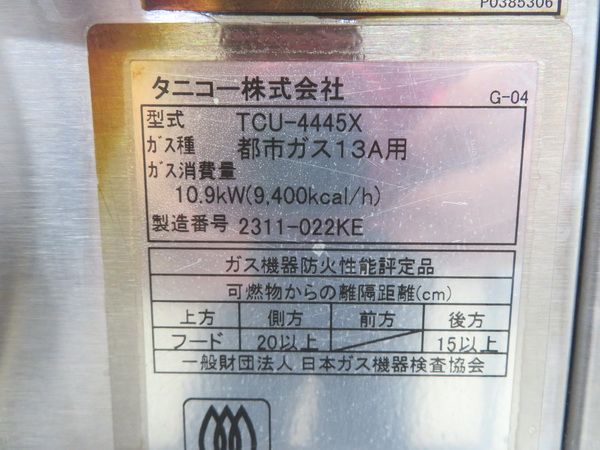 P0385306
タニコー株式会社
G-04
型式 TCU-4445X
ガス種 都市ガス13A用
ガス消費量
10.9kW(9,400kcal/h)
製造番号 2311-022KE
ガス機器防火性能評定品
可燃物からの離隔距離(cm)
上方 側方 前方 後方
フード 20以上 15以上
一般財団法人 日本ガス機器検査協会